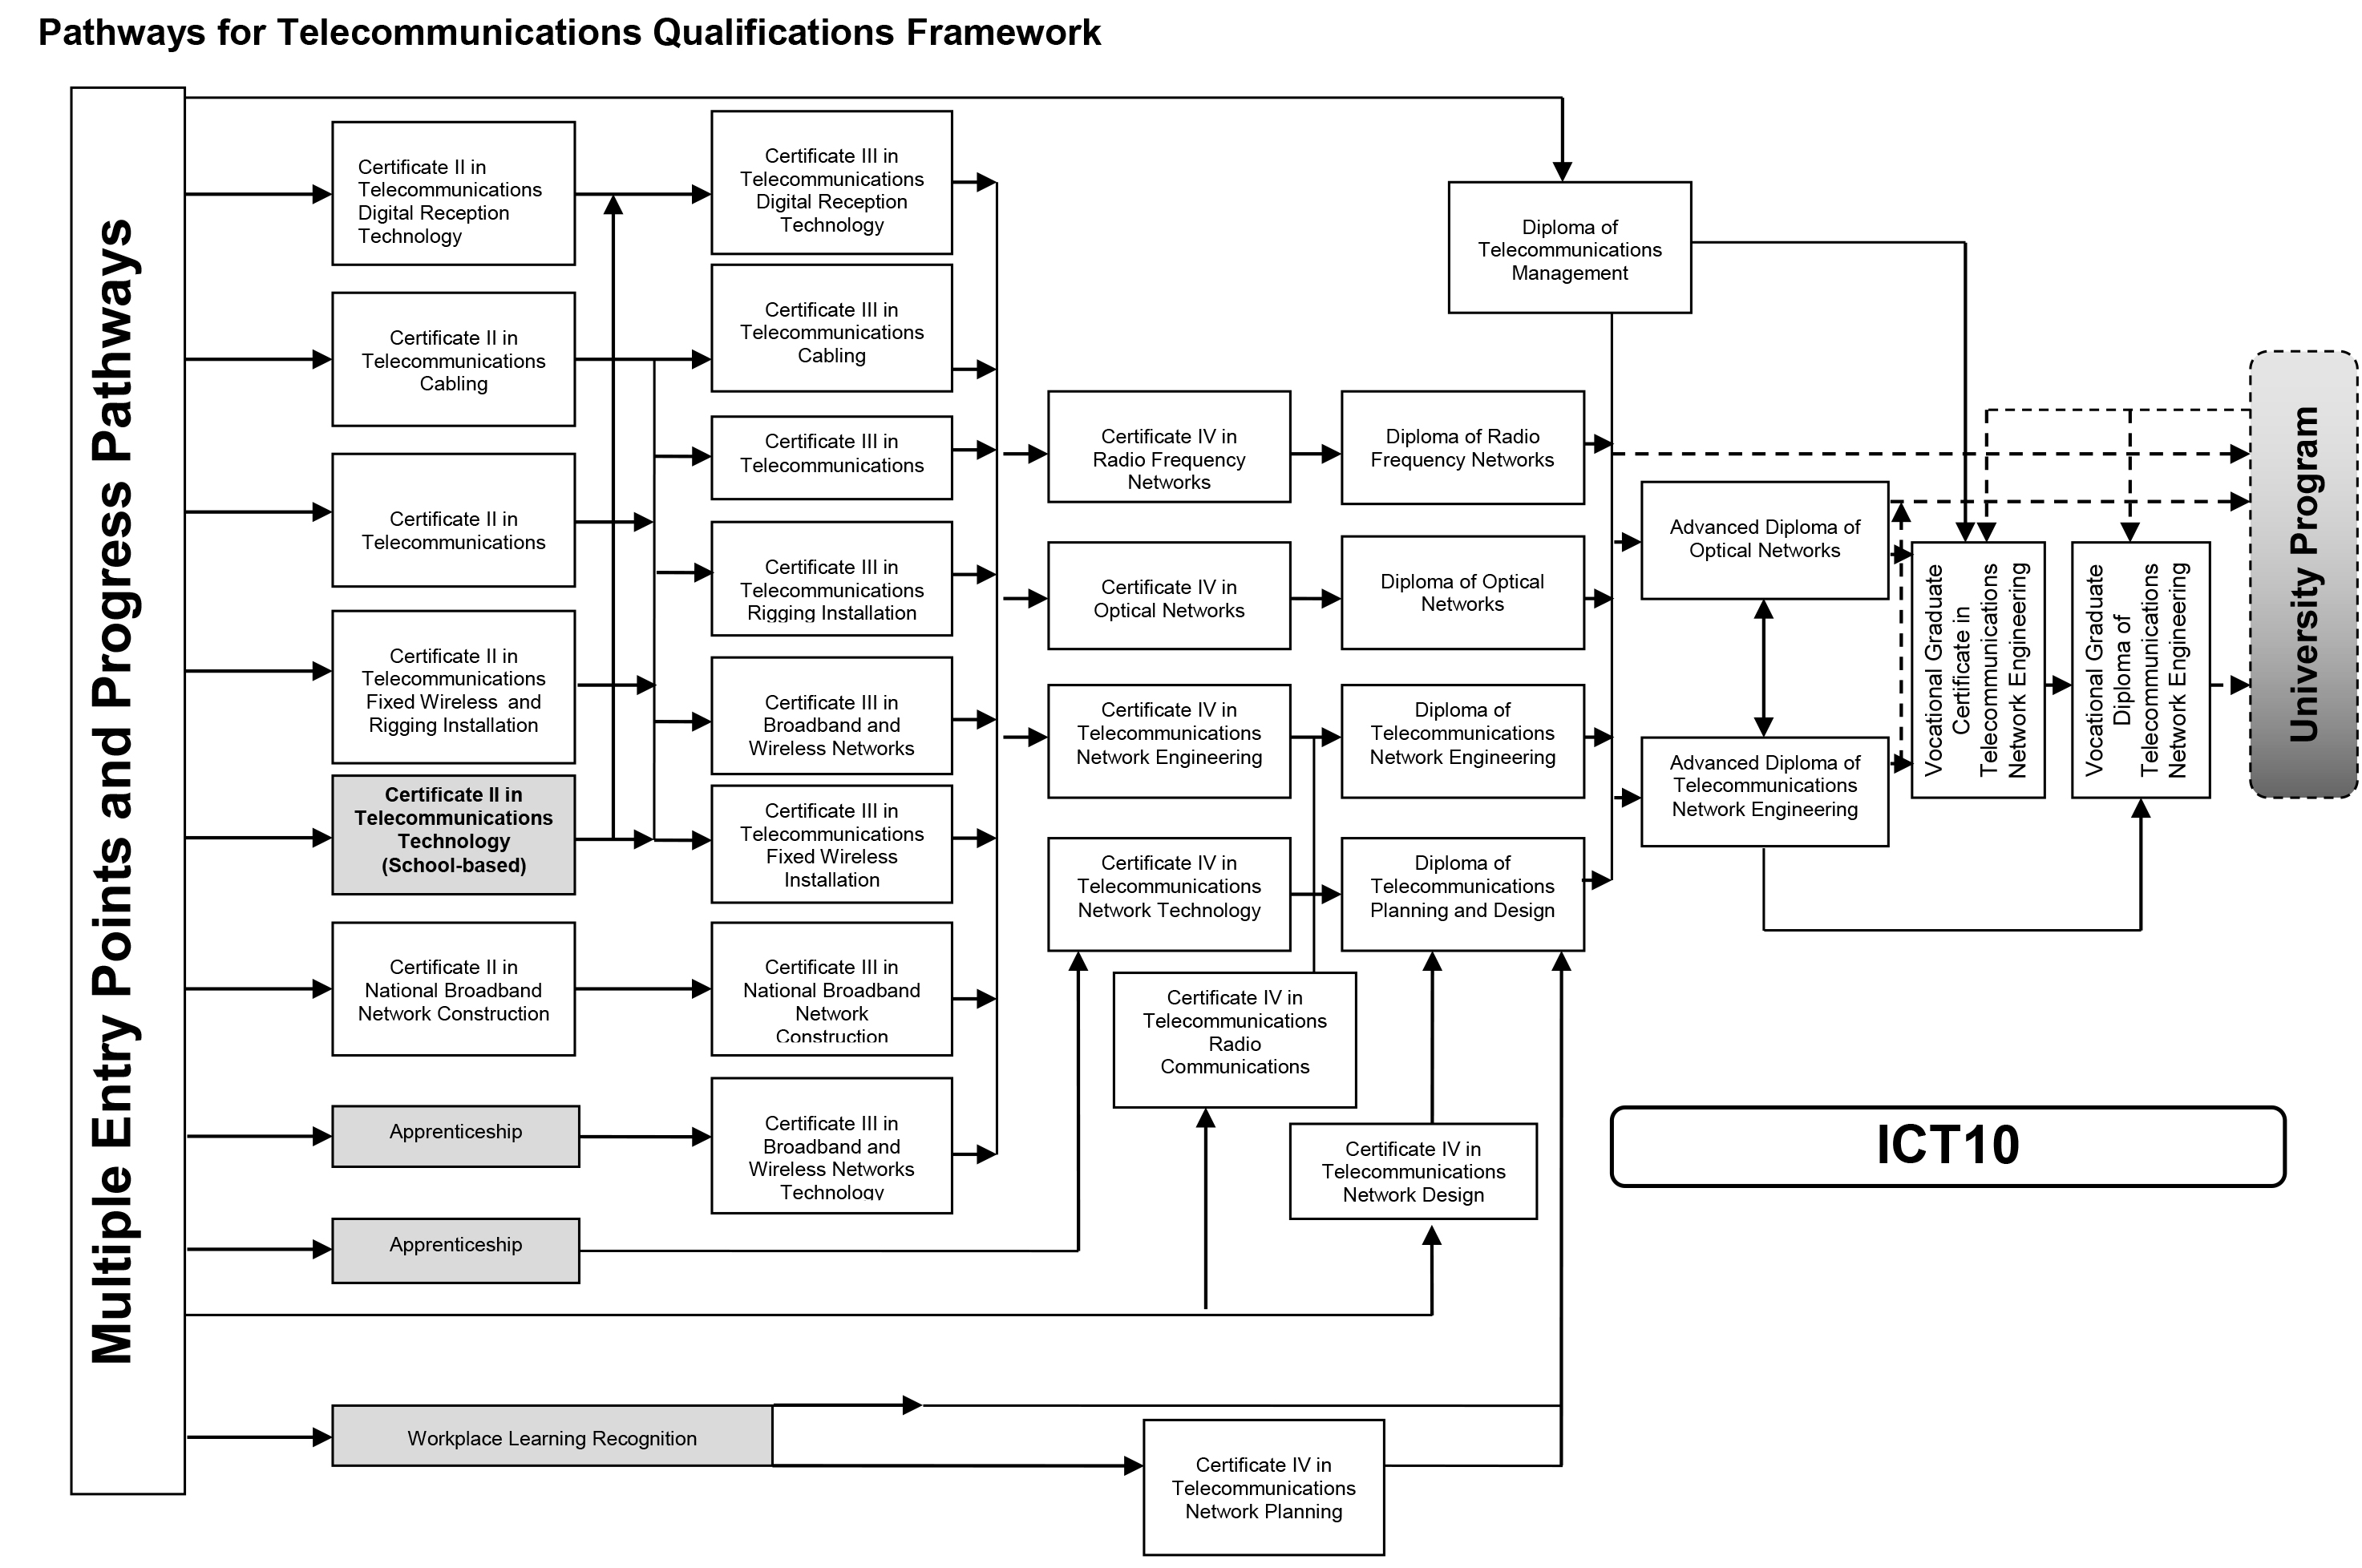 Pathways for Telecommunications Qualifications Framework
Multiple Entry Points and Progress Pathways
Certificate II in
Telecommunications
Digital Reception
Technology
Certificate II in
Telecommunications
Cabling
Certificate II in
Telecommunications
Certificate II in
Telecommunications
Fixed Wireless and
Rigging Installation
Certificate II in
Telecommunications
Technology
(School-based)
Certificate II in
National Broadband
Network Construction
Apprenticeship
Apprenticeship
Workplace Learning Recognition
Certificate III in
Telecommunications
Digital Reception
Technology
Certificate III in
Telecommunications
Cabling
Certificate III in
Telecommunications
Certificate III in
Telecommunications
Rigging Installation
Certificate III in
Broadband and
Wireless Networks
Certificate III in
Telecommunications
Fixed Wireless
Installation
Certificate III in
National Broadband
Network
Construction
Certificate III in
Broadband and
Wireless Networks
Technology
Certificate IV in
Radio Frequency
Networks
Certificate IV in
Optical Networks
Certificate IV in
Telecommunications
Network Engineering
Certificate IV in
Telecommunications
Network Technology
Certificate IV in
Telecommunications
Radio
Communications
Certificate IV in
Telecommunications
Network Design
Certificate IV in
Telecommunications
Network Planning
Diploma of
Telecommunications
Management
Diploma of Radio
Frequency Networks
Diploma of Optical
Networks
Diploma of
Telecommunications
Network Engineering
Diploma of
Telecommunications
Planning and Design
Advanced Diploma of
Optical Networks
Advanced Diploma of
Telecommunications
Network Engineering
Vocational Graduate
Certificate in
Telecommunications
Network Engineering
Vocational Graduate
Diploma of
Telecommunications
Network Engineering
University Program
ICT10